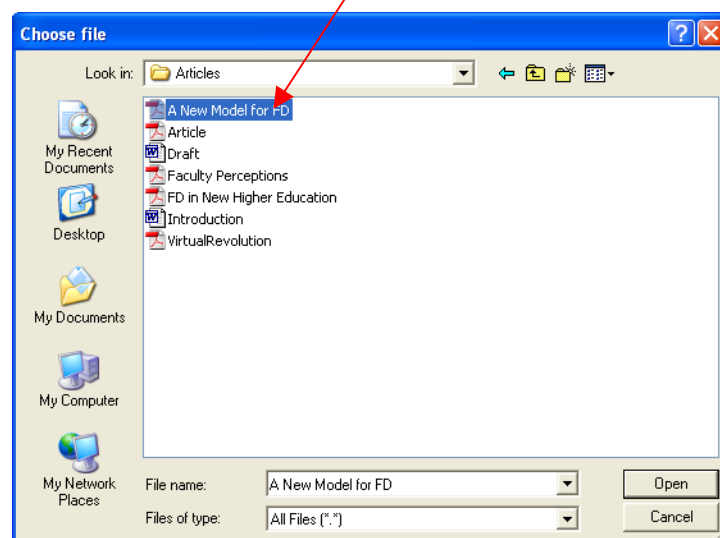 Choose file
Look in: Articles
A New Model for FD
Article
Draft
Faculty Perceptions
FD in New Higher Education
Introduction
VirtualRevolution
My Recent
Documents
Desktop
My Documents
My Computer
My Network
Places
File name: A New Model for FD Open
Files of type: All Files (*.*) Cancel